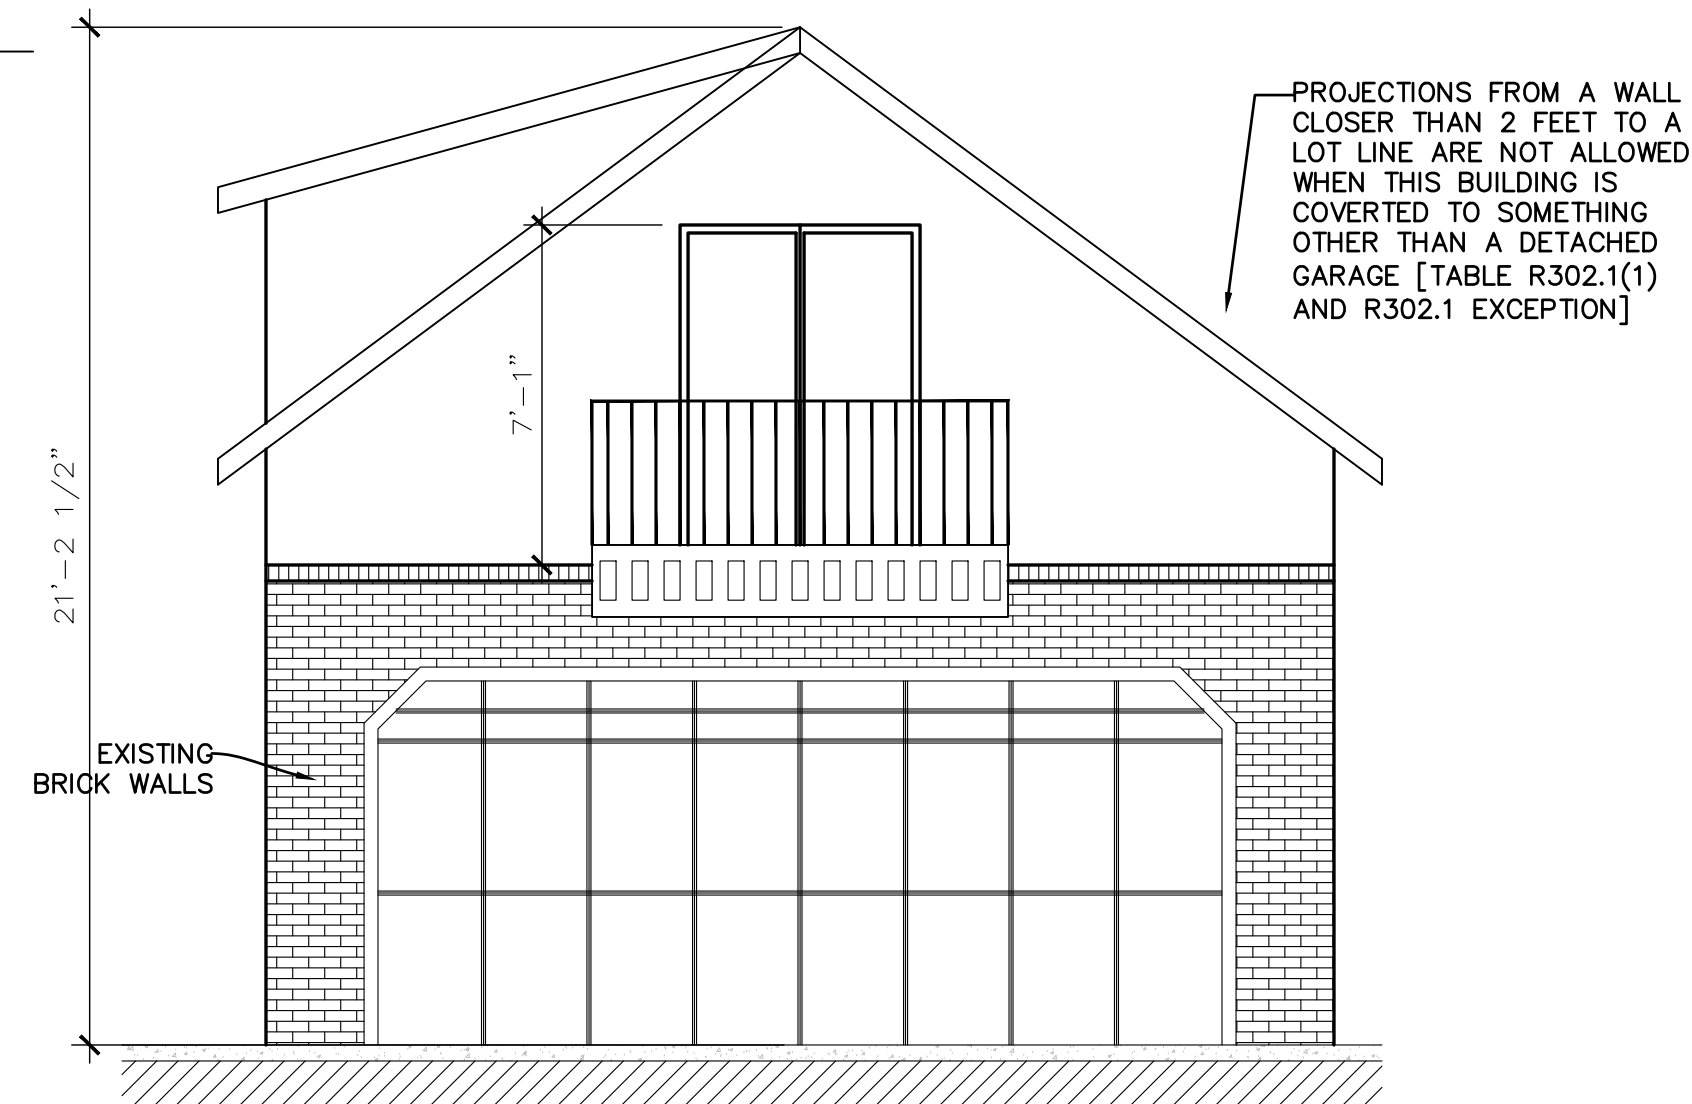 PROJECTIONS FROM A WALL
CLOSER THAN 2 FEET TO A
LOT LINE ARE NOT ALLOWED
WHEN THIS BUILDING IS
COVERTED TO SOMETHING
OTHER THAN A DETACHED
GARAGE [TABLE R302.1(1)
AND R302.1 EXCEPTION]
7'-1"
21'-2 1/2"
EXISTING
BRICK WALLS